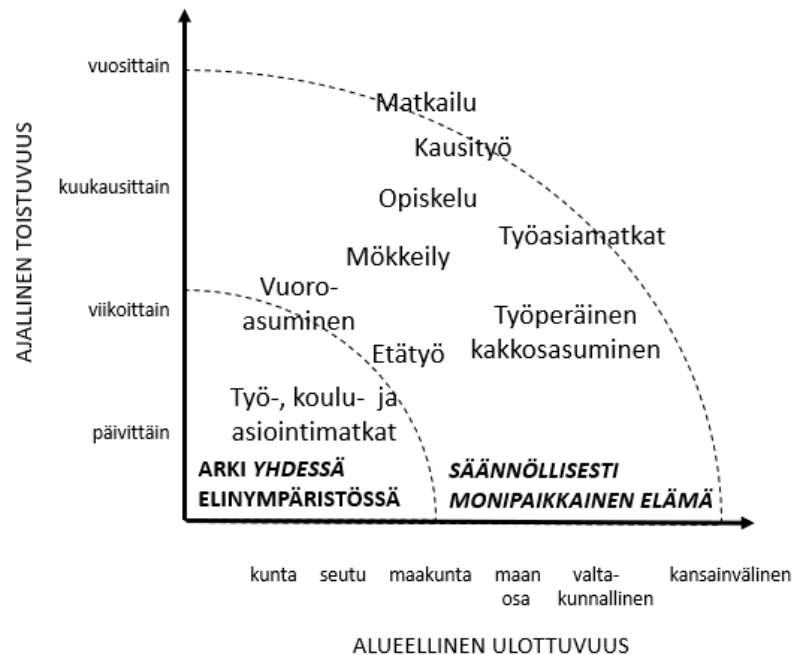 AJALLINEN TOISTUVUUS
vuosittain
kuukausittain
viikoittain
päivittäin
Matkailu
Kausityö
Opiskelu
Työasiamatkat
Mökkeily
Vuoro-
asuminen
Työperäinen
kakkosasuminen
Etätyö
Työ-, koulu- ja
asiointimatkat
ARKI YHDESSÄ
ELINYMPÄRISTÖSSÄ
SÄÄNNÖLLISESTI
MONIPAIKKAINEN ELÄMÄ
kunta
seutu
maakunta
maan
osa
valta-
kunnallinen
kansainvälinen
ALUEELLINEN ULOTTUVUUS